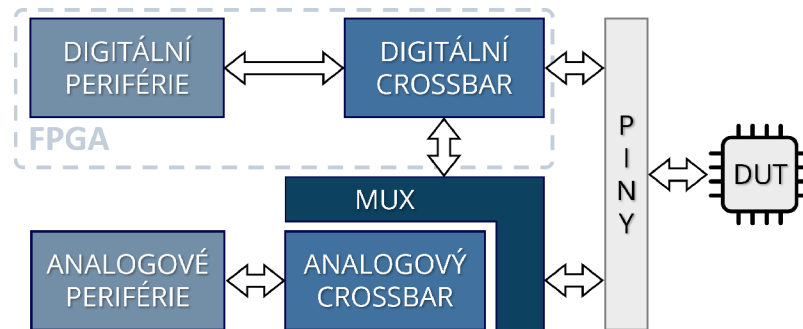 DIGITÁLNÍ
PERIFÉRIE
DIGITÁLNÍ
CROSSBAR
FPGA
MUX
ANALOGOVÉ
PERIFÉRIE
ANALOGOVÝ
CROSSBAR
P
I
N
Y
DUT